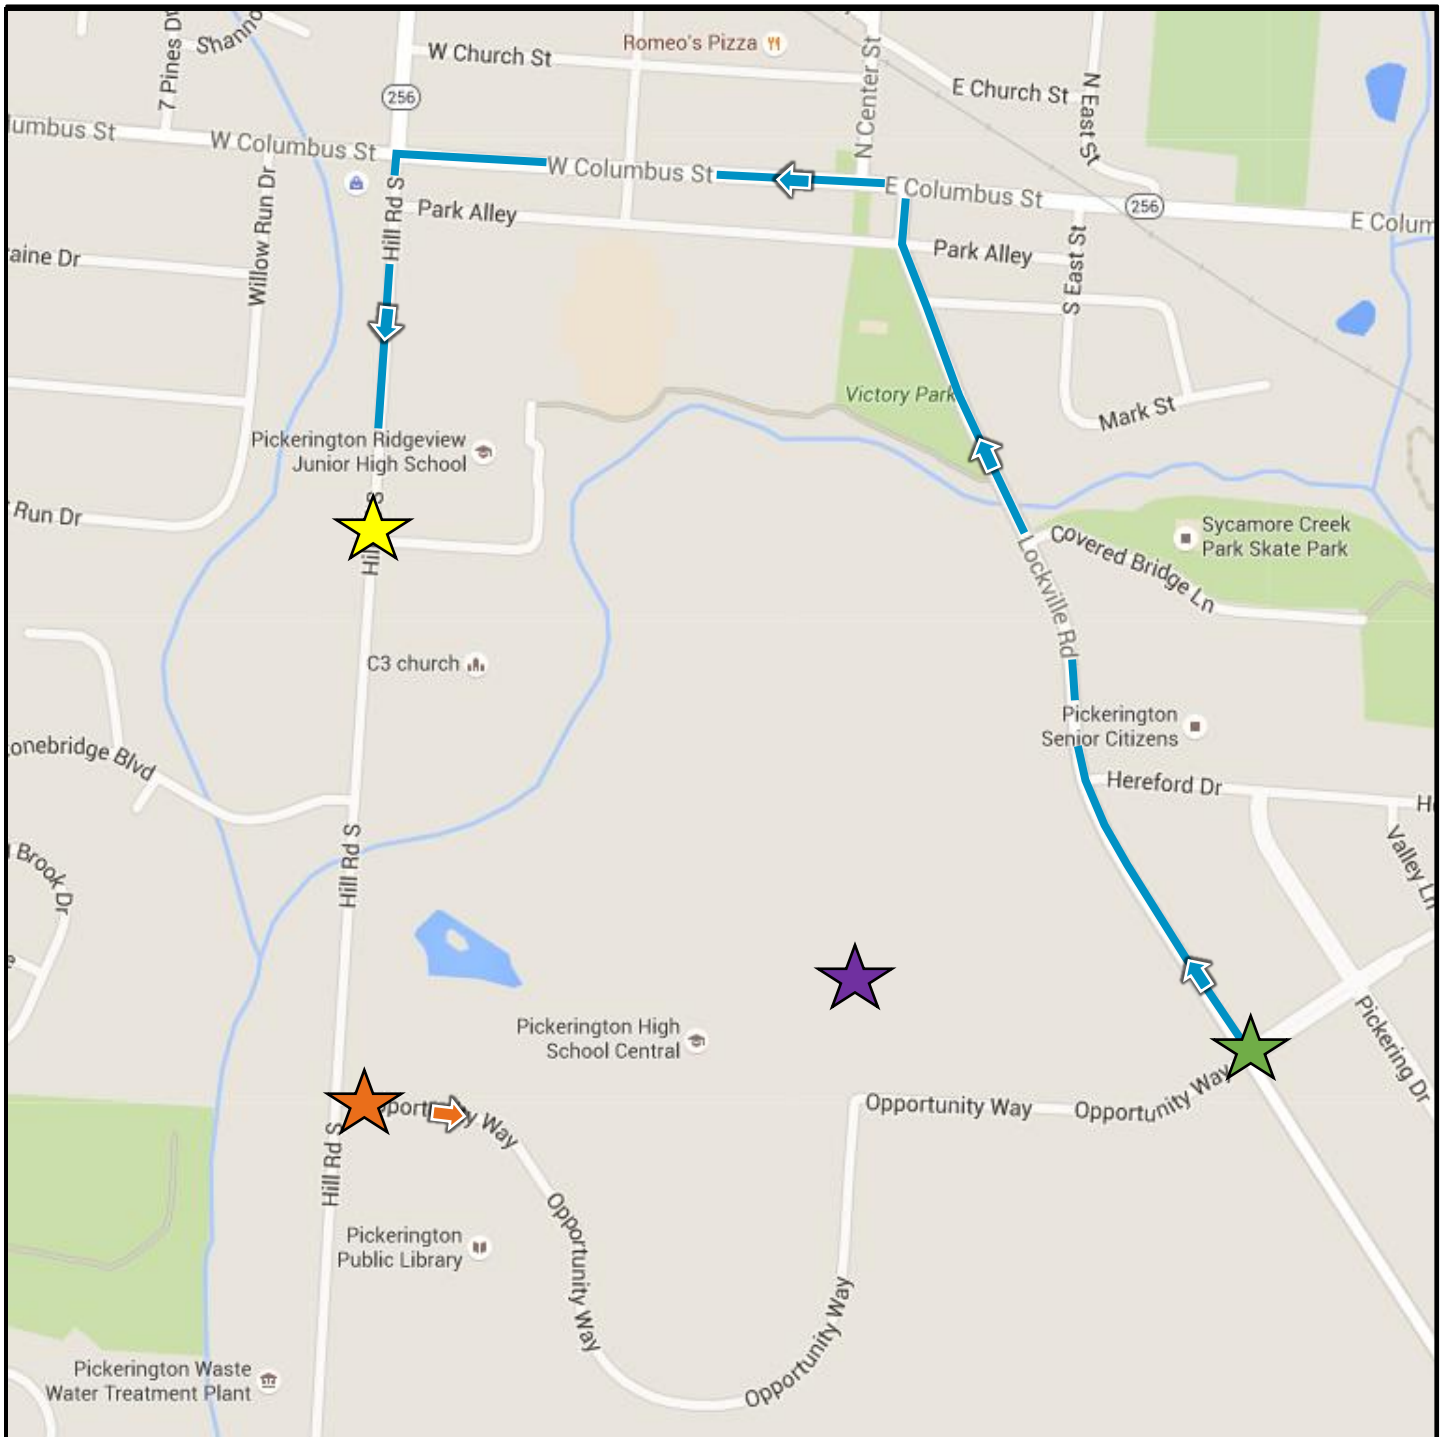 Shanno
7 Pines D
W Church St
Romeo's Pizza
N Center St
E Church St
N East St
256
lumbus St
W Columbus St
W Columbus St
E Columbus St
256
E Colum
Hill Rd S
Park Alley
Park Alley
S East St
Willow Run Dr
aine Dr
Victory Park
Mark St
Pickerington Ridgeview
Junior High School
Run Dr
Hil
S
Sycamore Creek
Park Skate Park
Covered Bridge Ln
Lockville Rd
C3 church
Pickerington
Senior Citizens
onebridge Blvd
Hereford Dr
H
Valley Ln
Hill Rd S
Brook Dr
e
Pickerington High
School Central
Pickering Dr
pportunity Way
Opportunity Way
Opportunity Way
Hill Rd S
Opportunity Way
Pickerington
Public Library
Opportunity Way
Pickerington Waste
Water Treatment Plant